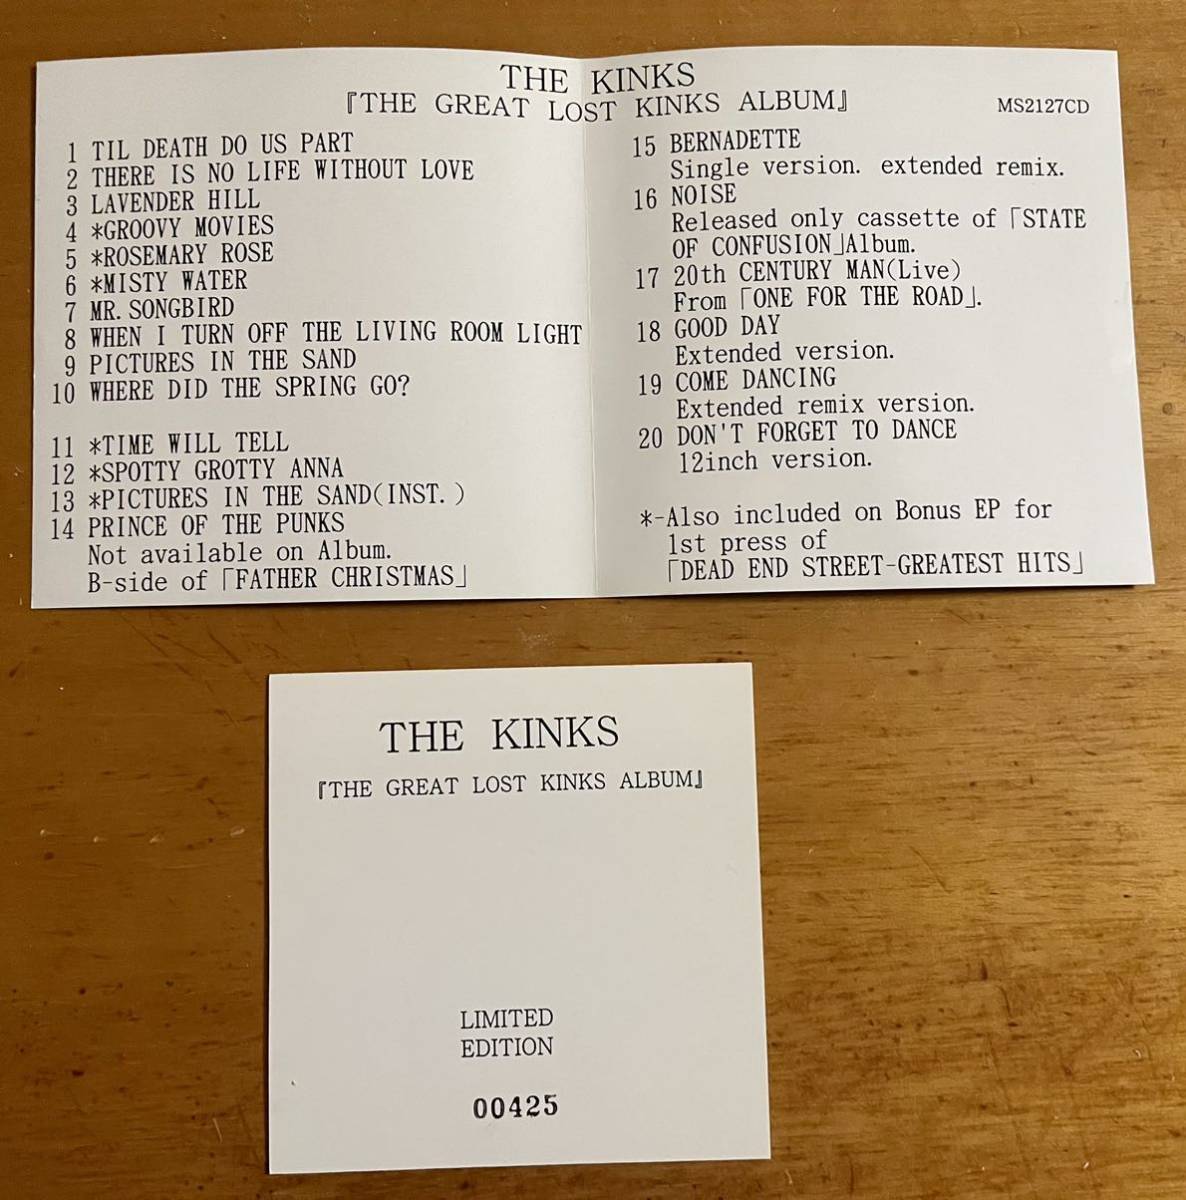 THE KINKS
『THE GREAT LOST KINKS ALBUM』
MS2127CD
1 TIL DEATH DO US PART
2 THERE IS NO LIFE WITHOUT LOVE
3 LAVENDER HILL
4 *GROOVY MOVIES
5 *ROSEMARY ROSE
6 *MISTY WATER
7 MR. SONGBIRD
8 WHEN I TURN OFF THE LIVING ROOM LIGHT
9 PICTURES IN THE SAND
10 WHERE DID THE SPRING GO?
11 *TIME WILL TELL
12 *SPOTTY GROTTY ANNA
13 *PICTURES IN THE SAND(INST.)
14 PRINCE OF THE PUNKS
Not available on Album.
B-side of「FATHER CHRISTMAS」
15 BERNADETTE
Single version. extended remix.
16 NOISE
Released only cassette of「STATE
OF CONFUSION」Album.
17 20th CENTURY MAN(Live)
From「ONE FOR THE ROAD」.
18 GOOD DAY
Extended version.
19 COME DANCING
Extended remix version.
20 DON'T FORGET TO DANCE
12inch version.
*-Also included on Bonus EP for
1st press of
「DEAD END STREET-GREATEST HITS」
THE KINKS
『THE GREAT LOST KINKS ALBUM』
LIMITED
EDITION
00425